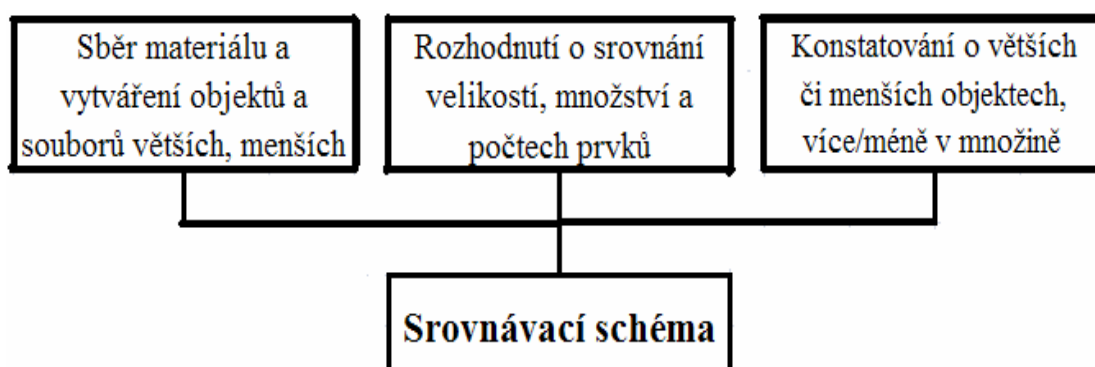 Sběr materiálu a
vytváření objektů a
souborů větších, menších
Rozhodnutí o srovnání
velikostí, množství a
počtech prvků
Konstatování o větších
či menších objektech,
více/méně v množině
Srovnávací schéma